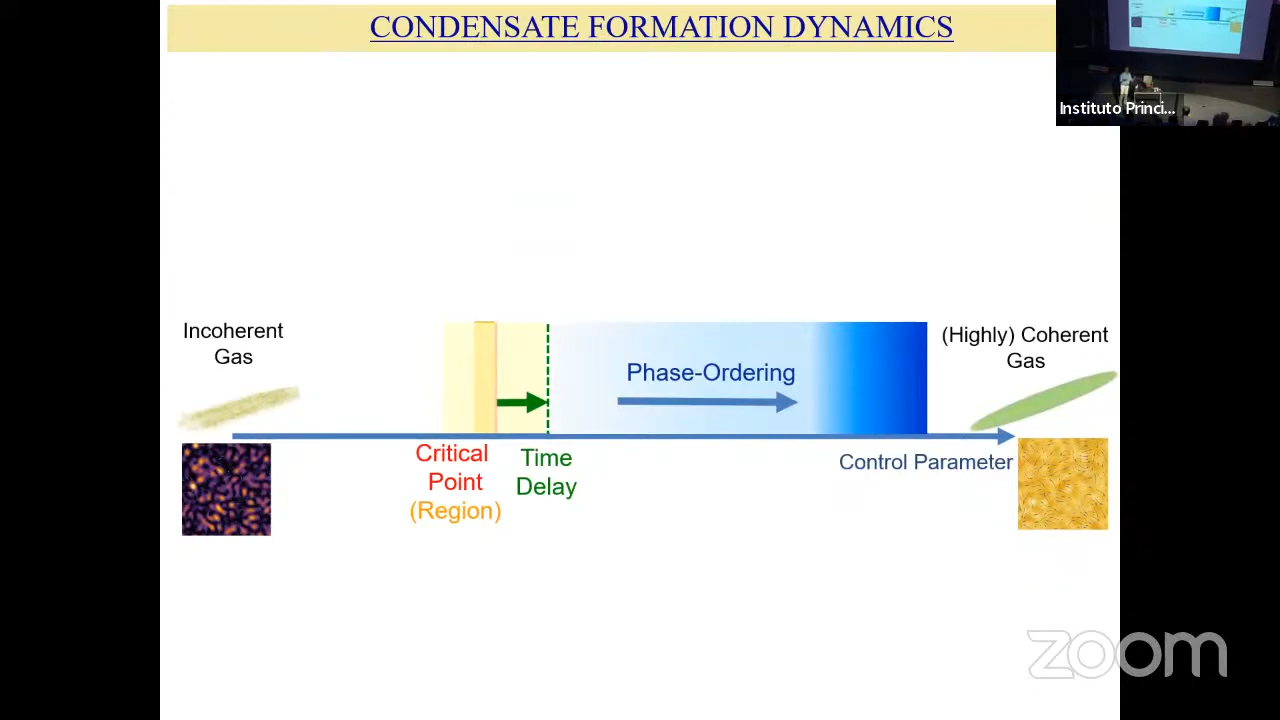 CONDENSATE FORMATION DYNAMICS
Instituto Princi...
Incoherent
Gas
(Highly) Coherent
Gas
Phase-Ordering
Critical
Point
(Region)
Time
Delay
Control Parameter
zoom